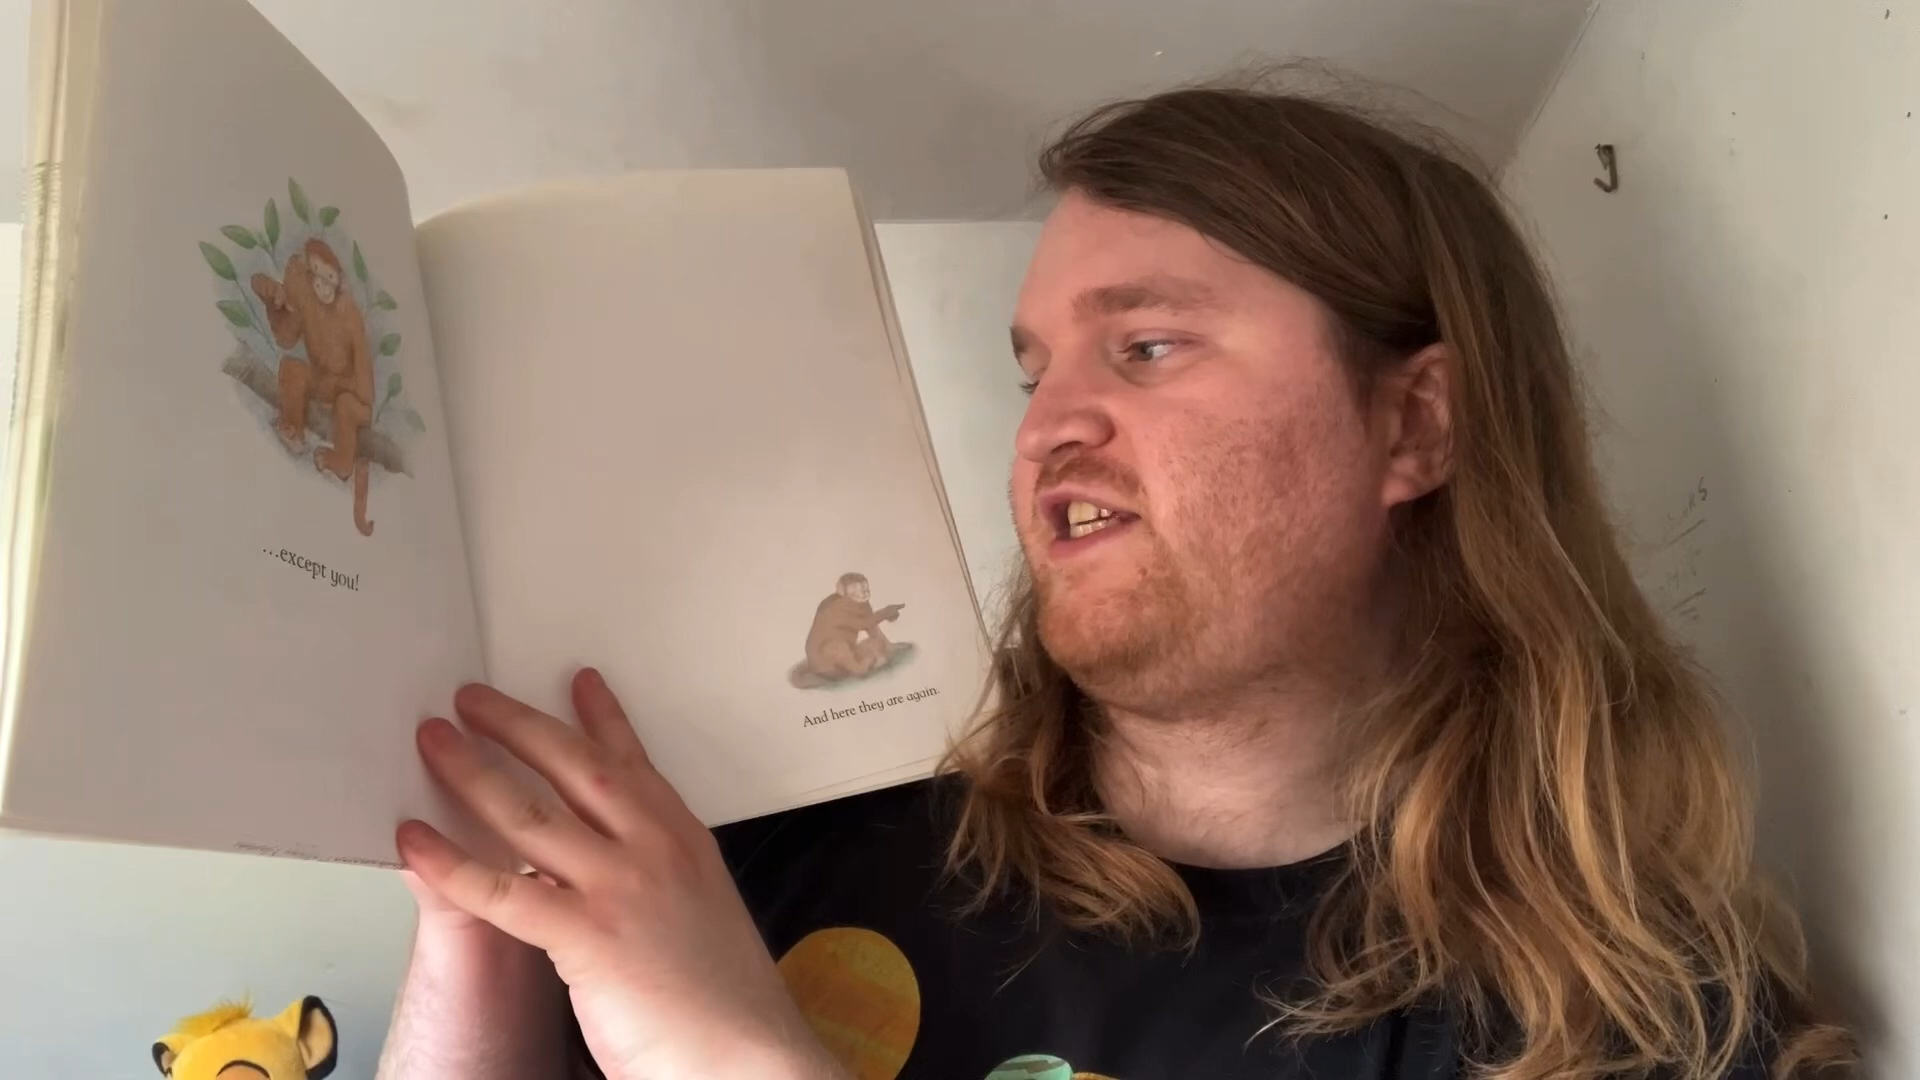 ...except you!
And here they are again.